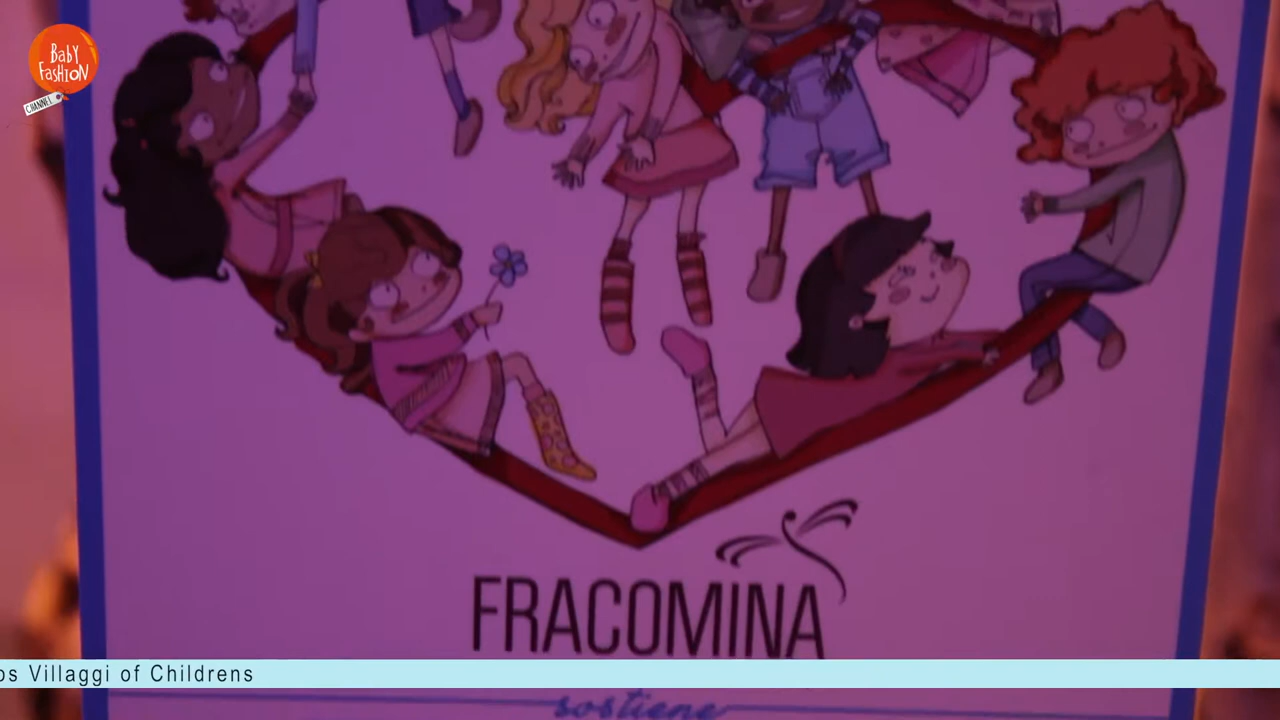 Baby
Fashion
CHANNEL
FRACOMINA
os Villaggi of Childrens
sostiene